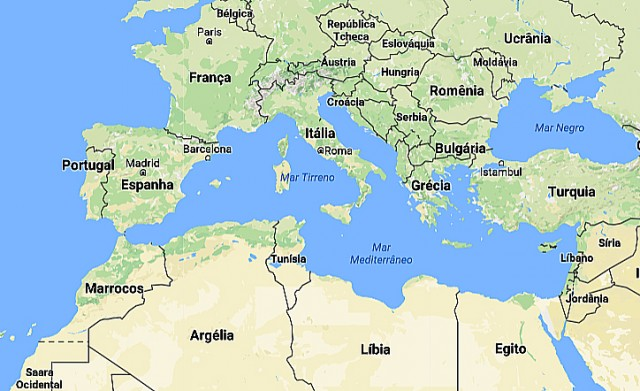 Bélgica
Paris
República
Tcheca
Ucrânia
Eslováquia
Áustria
Moldávia
França
Hungria
Romênia
Croácia
Serbia
Mar Negro
Itália
Bulgária
Barcelona
Roma
Portugal
Madrid
Istambul
Espanha
Mar Tirreno
Grécia
Turquia
Síria
Mar
Mediterrâneo
Líbano
Tunísia
Marrocos
Jordânia
Argélia
Líbia
Egito
Saara
Ocidental